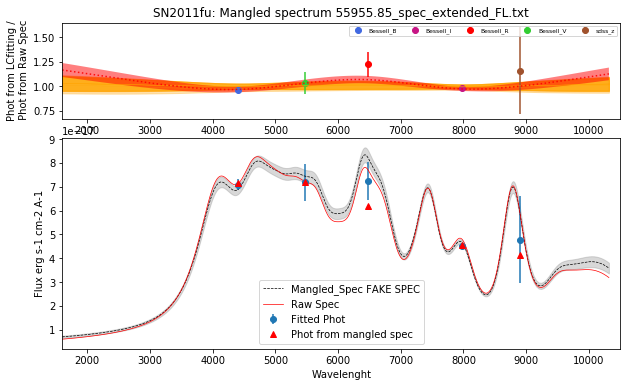 SN2011fu: Mangled spectrum 55955.85_spec_extended_FL.txt
Phot from LCfitting /
Phot from Raw Spec
1.50
1.25
1.00
0.75
Bessell_B
Bessell_I
Bessell_R
Bessell_V
sdss_z
2000 3000 4000 5000 6000 7000 8000 9000 10000
1e−17
Flux erg s-1 cm-2 A-1
9
8
7
6
5
4
3
2
1
Mangled_Spec FAKE SPEC
Raw Spec
Fitted Phot
Phot from mangled spec
2000 3000 4000 5000 6000 7000 8000 9000 10000
Wavelenght